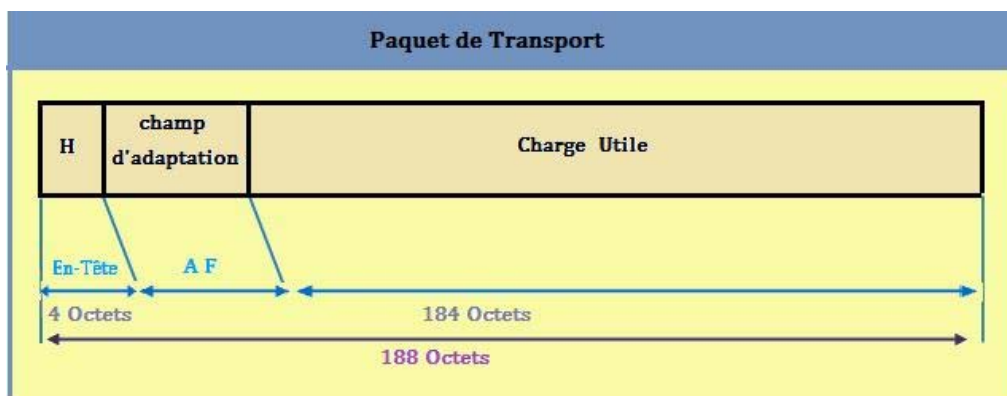 Paquet de Transport
H
champ
d'adaptation
Charge Utile
En-Tête
A F
4 Octets
184 Octets
188 Octets